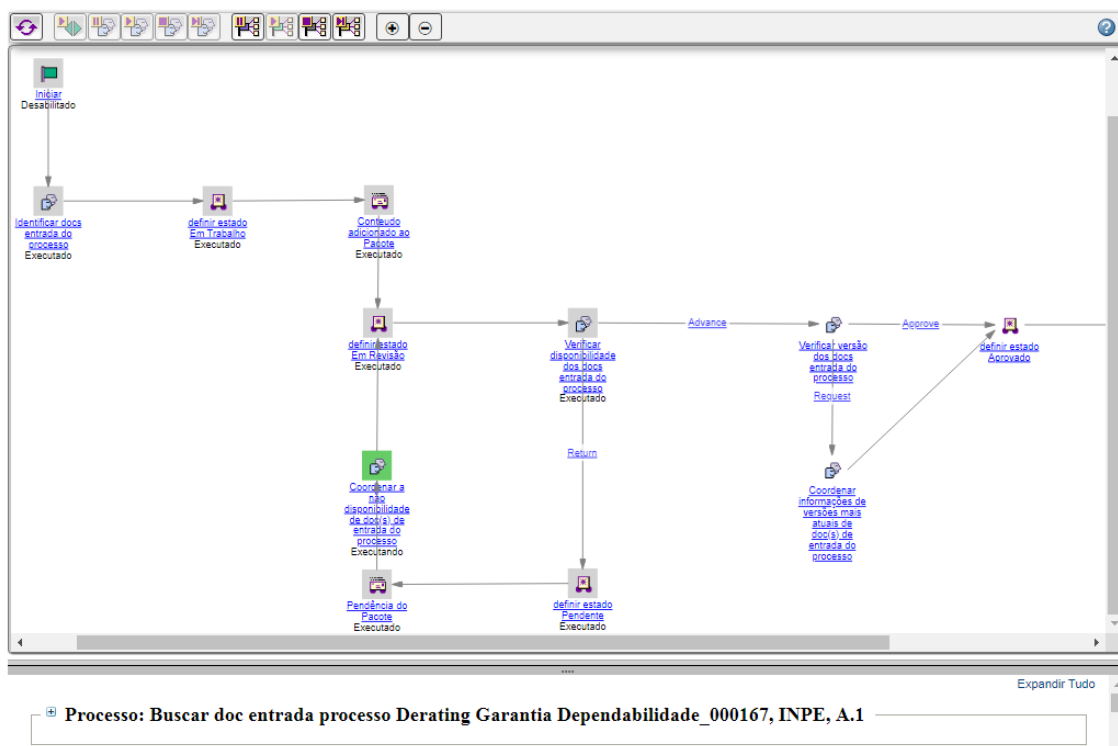 Iniciar
Desabilitado
Identificar docs
entrada do
processo
Executado
definir estado
Em Trabalho
Executado
Conteudo
adicionado ao
Pacote
Executado
definir estado
Em Revisão
Executado
Verificar
disponibilidade
dos docs
entrada do
processo
Executado
Advance
Verificar versão
dos docs
entrada do
processo
Approve
definir estado
Aprovado
Request
Return
Coordenar a
não
disponibilidade
de doc(s) de
entrada do
processo
Executando
Coordenar
informações de
versões mais
atuais de
doc(s) de
entrada do
processo
Pendência do
Pacote
Executado
definir estado
Pendente
Executado
Expandir Tudo
Processo: Buscar doc entrada processo Derating Garantia Dependabilidade_000167, INPE, A.1